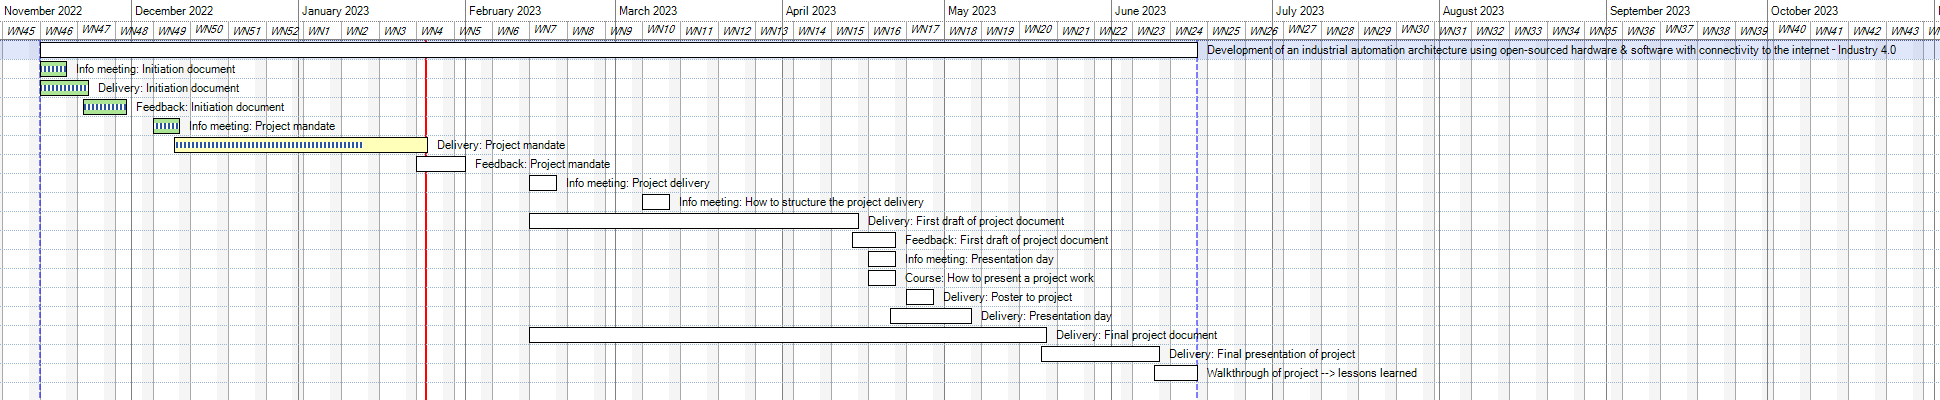 November 2022 December 2022 January 2023 February 2023 March 2023 April 2023 May 2023 June 2023 July 2023 August 2023 September 2023 October 2023
WN45 WN46 WN47 WN48 WN49 WN50 WN51 WN52 WN1 WN2 WN3 WN4 WN5 WN6 WN7 WN8 WN9 WN10 WN11 WN12 WN13 WN14 WN15 WN16 WN17 WN18 WN19 WN20 WN21 WN22 WN23 WN24 WN25 WN26 WN27 WN28 WN29 WN30 WN31 WN32 WN33 WN34 WN35 WN36 WN37 WN38 WN39 WN40 WN41 WN42 WN43
Development of an industrial automation architecture using open-sourced hardware & software with connectivity to the internet - Industry 4.0
Info meeting: Initiation document
Delivery: Initiation document
Feedback: Initiation document
Info meeting: Project mandate
Delivery: Project mandate
Feedback: Project mandate
Info meeting: Project delivery
Info meeting: How to structure the project delivery
Delivery: First draft of project document
Feedback: First draft of project document
Info meeting: Presentation day
Course: How to present a project work
Delivery: Poster to project
Delivery: Presentation day
Delivery: Final project document
Delivery: Final presentation of project
Walkthrough of project --> lessons learned